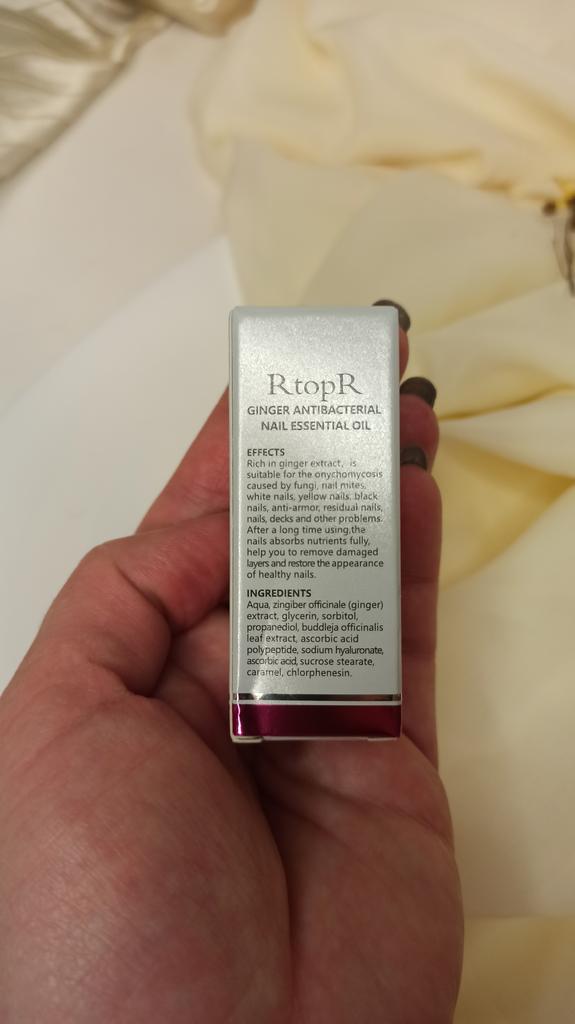 RtopR
GINGER ANTIBACTERIAL
NAIL ESSENTIAL OIL
EFFECTS
Rich in ginger extract, is
suitable for the onychomycosis
caused by fungi, nail mites,
white nails, yellow nails, black
nails, anti-armor, residual nails,
nails, decks and other problems.
After a long time using,the
nails absorbs nutrients fully,
help you to remove damaged
layers and restore the appearance
of healthy nails.
INGREDIENTS
Aqua, zingiber officinale (ginger)
extract, glycerin, sorbitol,
propanediol, buddleja officinalis
leaf extract, ascorbic acid
polypeptide, sodium hyaluronate,
ascorbic acid, sucrose stearate,
caramel, chlorphenesin.